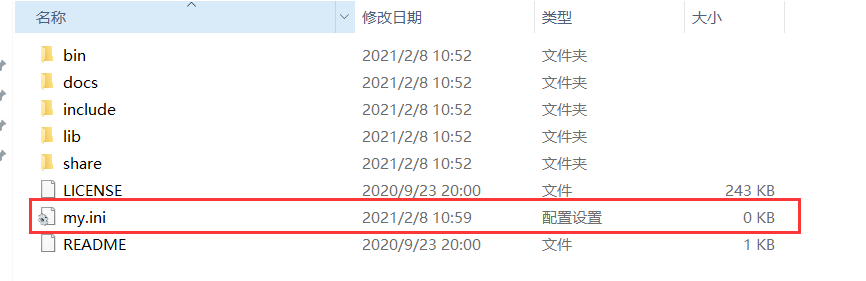 名称 修改日期 类型 大小
bin 2021/2/8 10:52 文件夹
docs 2021/2/8 10:52 文件夹
include 2021/2/8 10:52 文件夹
lib 2021/2/8 10:52 文件夹
share 2021/2/8 10:52 文件夹
LICENSE 2020/9/23 20:00 文件 243 KB
my.ini 2021/2/8 10:59 配置设置 0 KB
README 2020/9/23 20:00 文件 1 KB